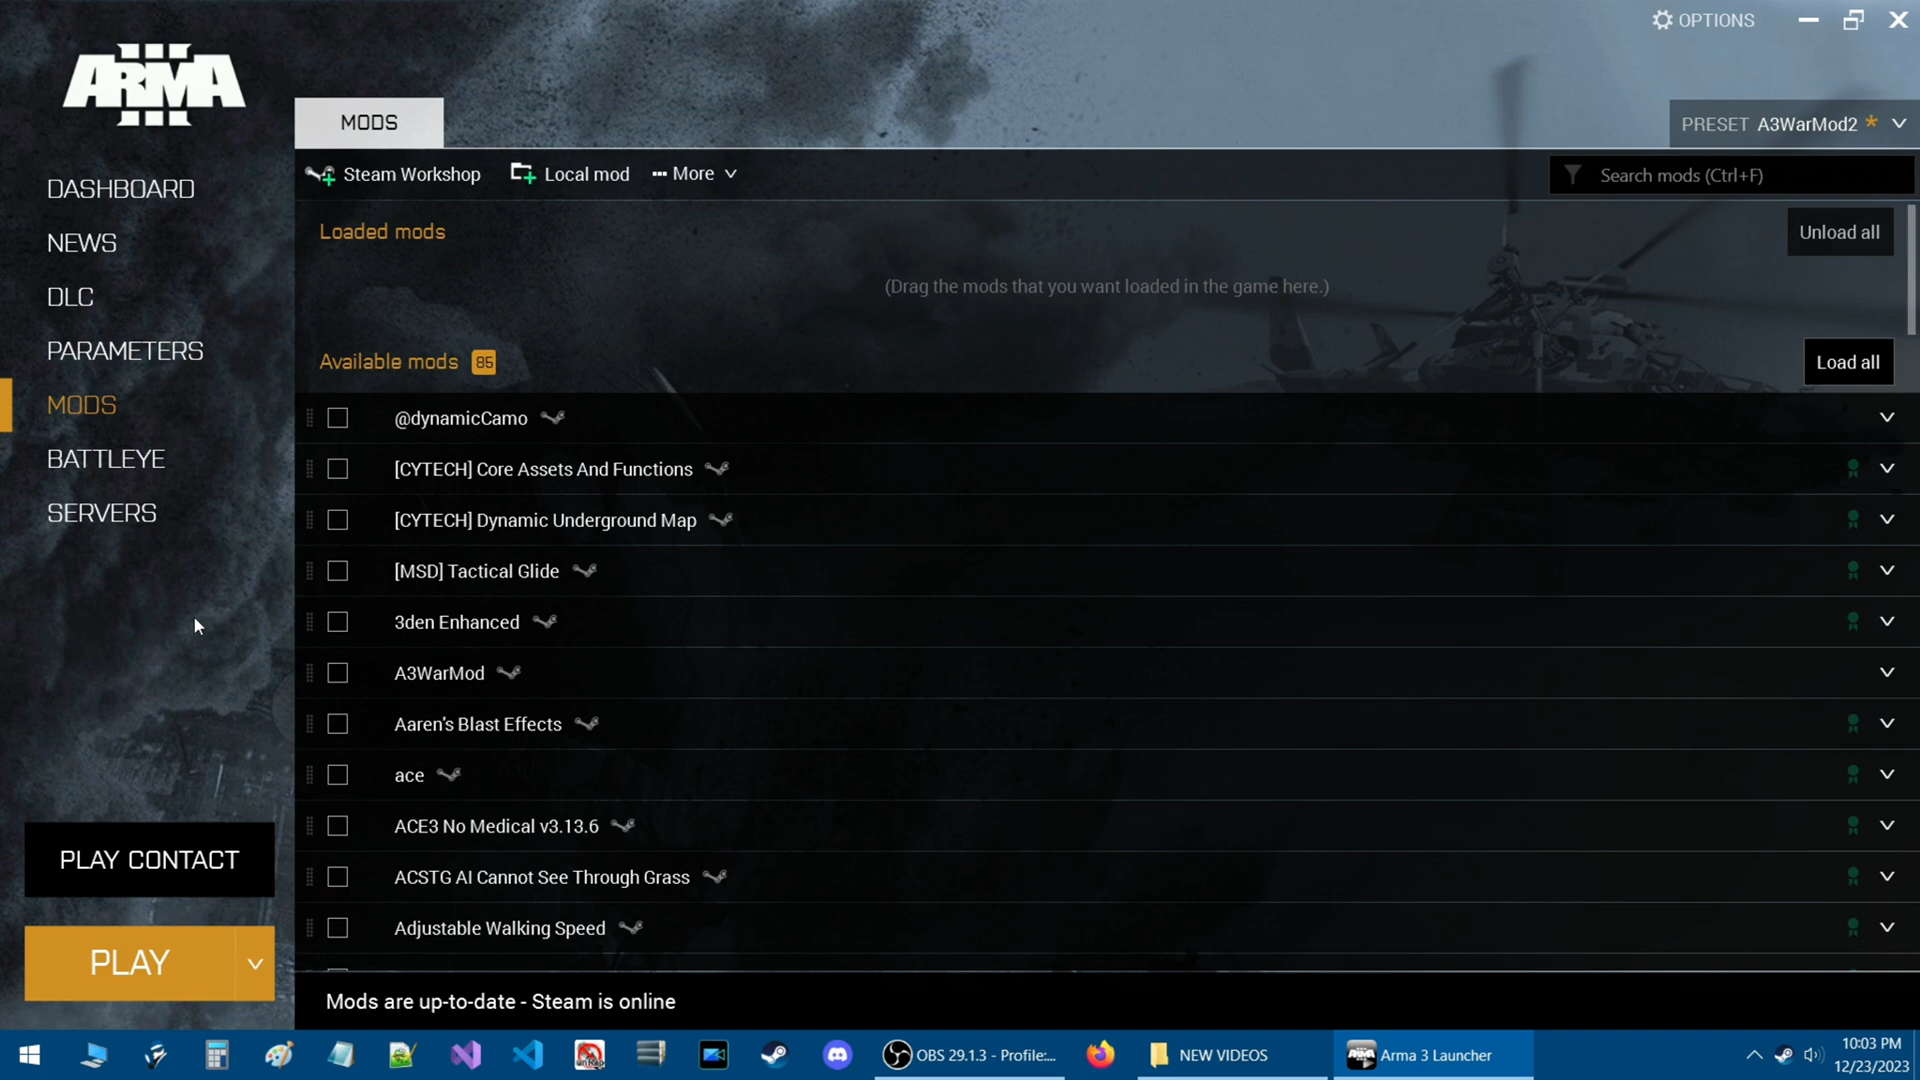 OPTIONS
ARMA
III
MODS
PRESET A3WarMod2 *
Steam Workshop
Local mod
More
Search mods (Ctrl+F)
DASHBOARD
NEWS
DLC
PARAMETERS
MODS
BATTLEYE
SERVERS
Loaded mods
Unload all
(Drag the mods that you want loaded in the game here.)
Available mods 85
Load all
@dynamicCamo
[CYTECH] Core Assets And Functions
[CYTECH] Dynamic Underground Map
[MSD] Tactical Glide
3den Enhanced
A3WarMod
Aaren's Blast Effects
ace
ACE3 No Medical v3.13.6
ACSTG AI Cannot See Through Grass
Adjustable Walking Speed
PLAY CONTACT
PLAY
Mods are up-to-date - Steam is online
OBS 29.1.3 - Profile:...
NEW VIDEOS
Arma 3 Launcher
10:03 PM
12/23/2023